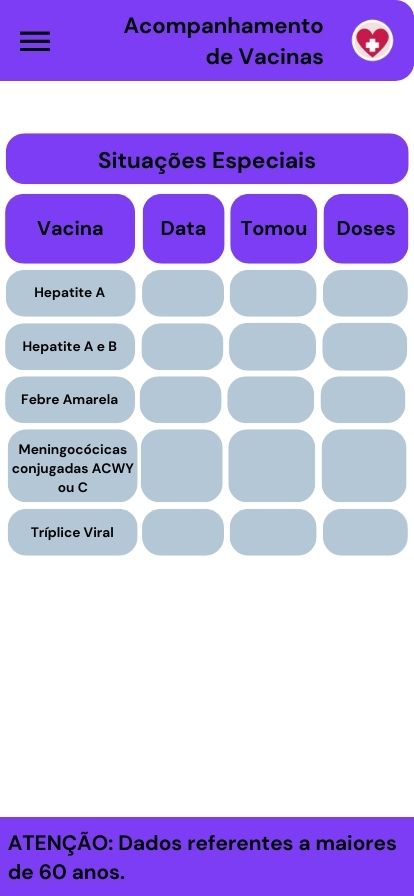 Acompanhamento
de Vacinas
Situações Especiais
Vacina Data Tomou Doses
Hepatite A
Hepatite A e B
Febre Amarela
Meningocócicas
conjugadas ACWY
ou C
Tríplice Viral
ATENÇÃO: Dados referentes a maiores
de 60 anos.